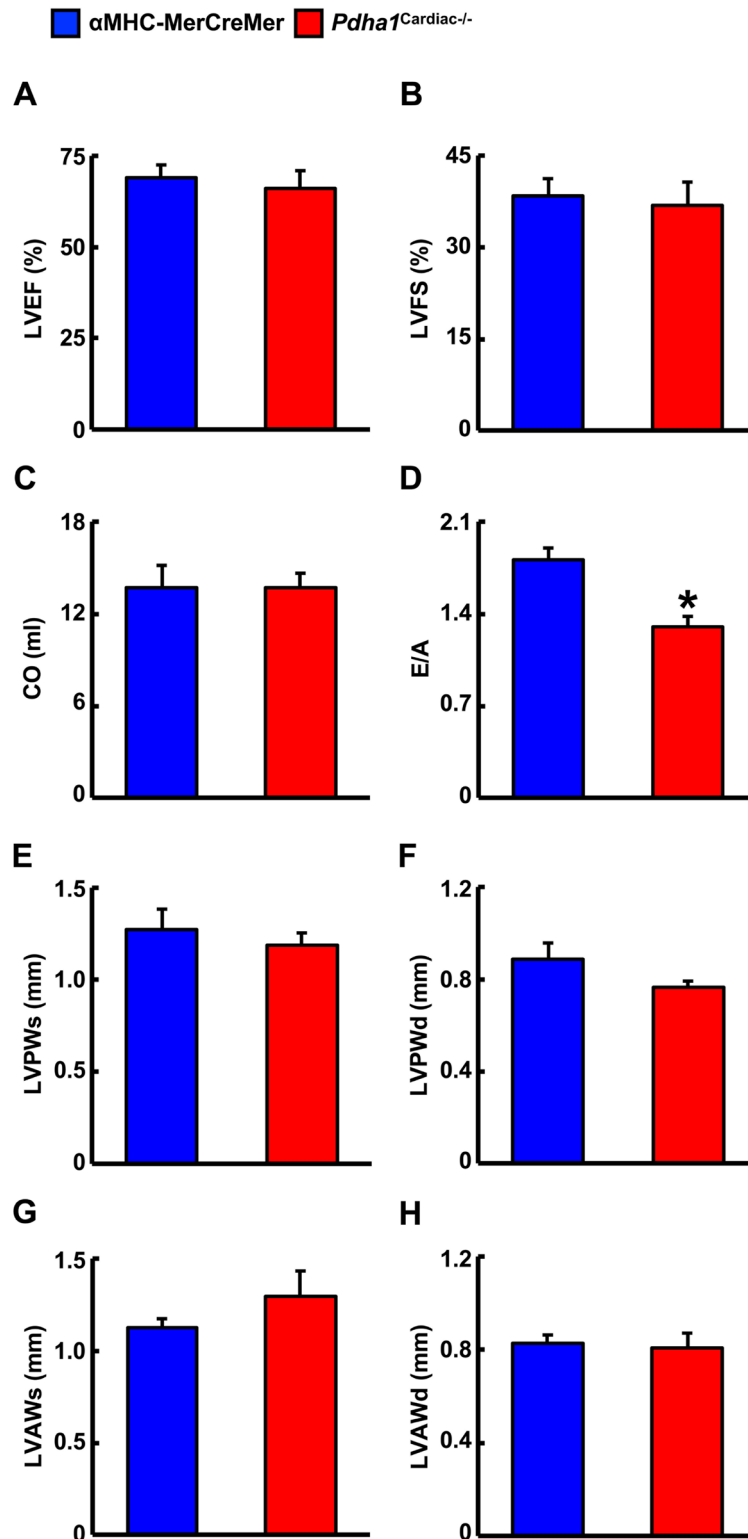 αMHC-MerCreMer Pdha1Cardiac-/-
A
B
75
50
25
0
LVEF (%)
45
30
15
0
LVFS (%)
C
D
18
12
6
0
CO (ml)
2.1
1.4
0.7
0
E/A
*
E
F
1.5
1.0
0.5
0
LVPWs (mm)
1.2
0.8
0.4
0
LVPWd (mm)
G
H
1.5
1.0
0.5
0
LVAWs (mm)
1.2
0.8
0.4
0
LVAWd (mm)